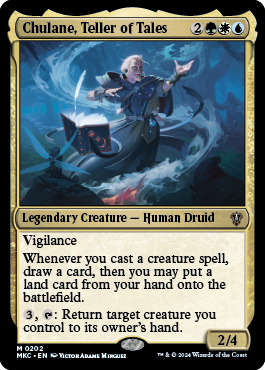 Chulane, Teller of Tales 2
Legendary Creature — Human Druid
Vigilance
Whenever you cast a creature spell,
draw a card, then you may put a
land card from your hand onto the
battlefield.
3, : Return target creature you
control to its owner's hand.
2/4
M 0202
MKC • EN Victor Adame Minguez
™ & © 2024 Wizards of the Coast